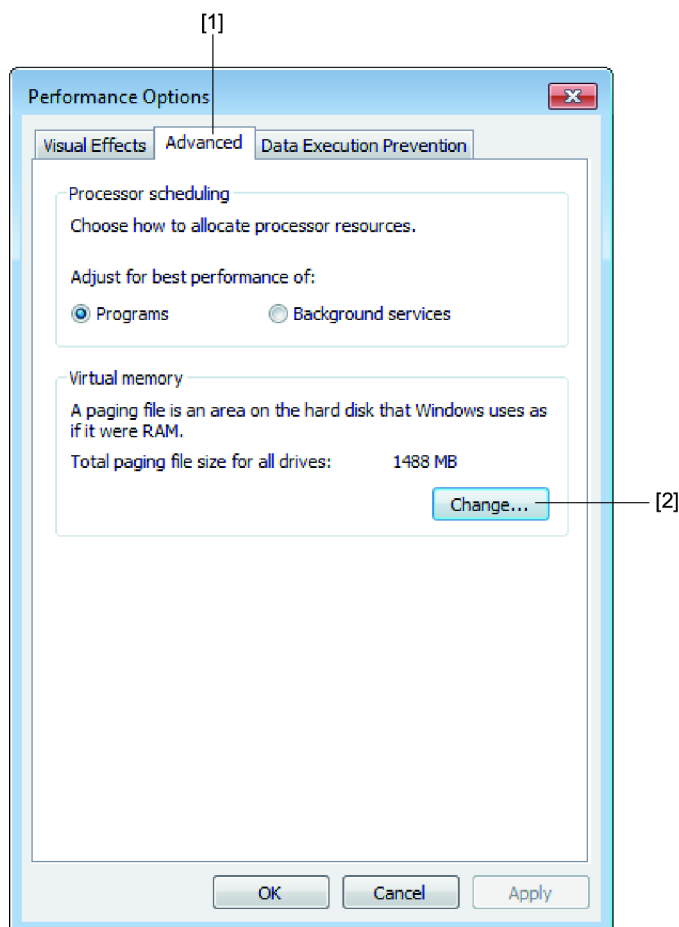 [1]
Performance Options
Visual Effects Advanced Data Execution Prevention
Processor scheduling
Choose how to allocate processor resources.
Adjust for best performance of:
Programs Background services
Virtual memory
A paging file is an area on the hard disk that Windows uses as
if it were RAM.
Total paging file size for all drives: 1488 MB
Change... [2]
OK Cancel Apply